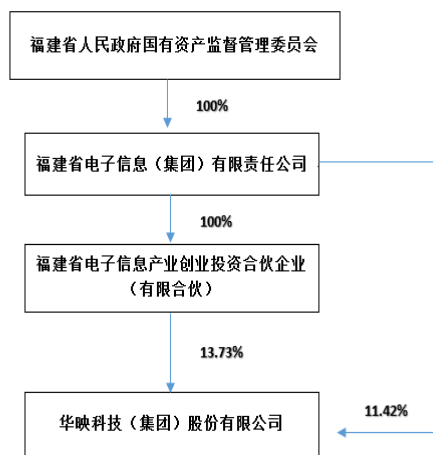 福建省人民政府国有资产监督管理委员会
100%
福建省电子信息（集团）有限责任公司
100%
福建省电子信息产业创业投资合伙企业
（有限合伙）
13.73%
华映科技（集团）股份有限公司
11.42%